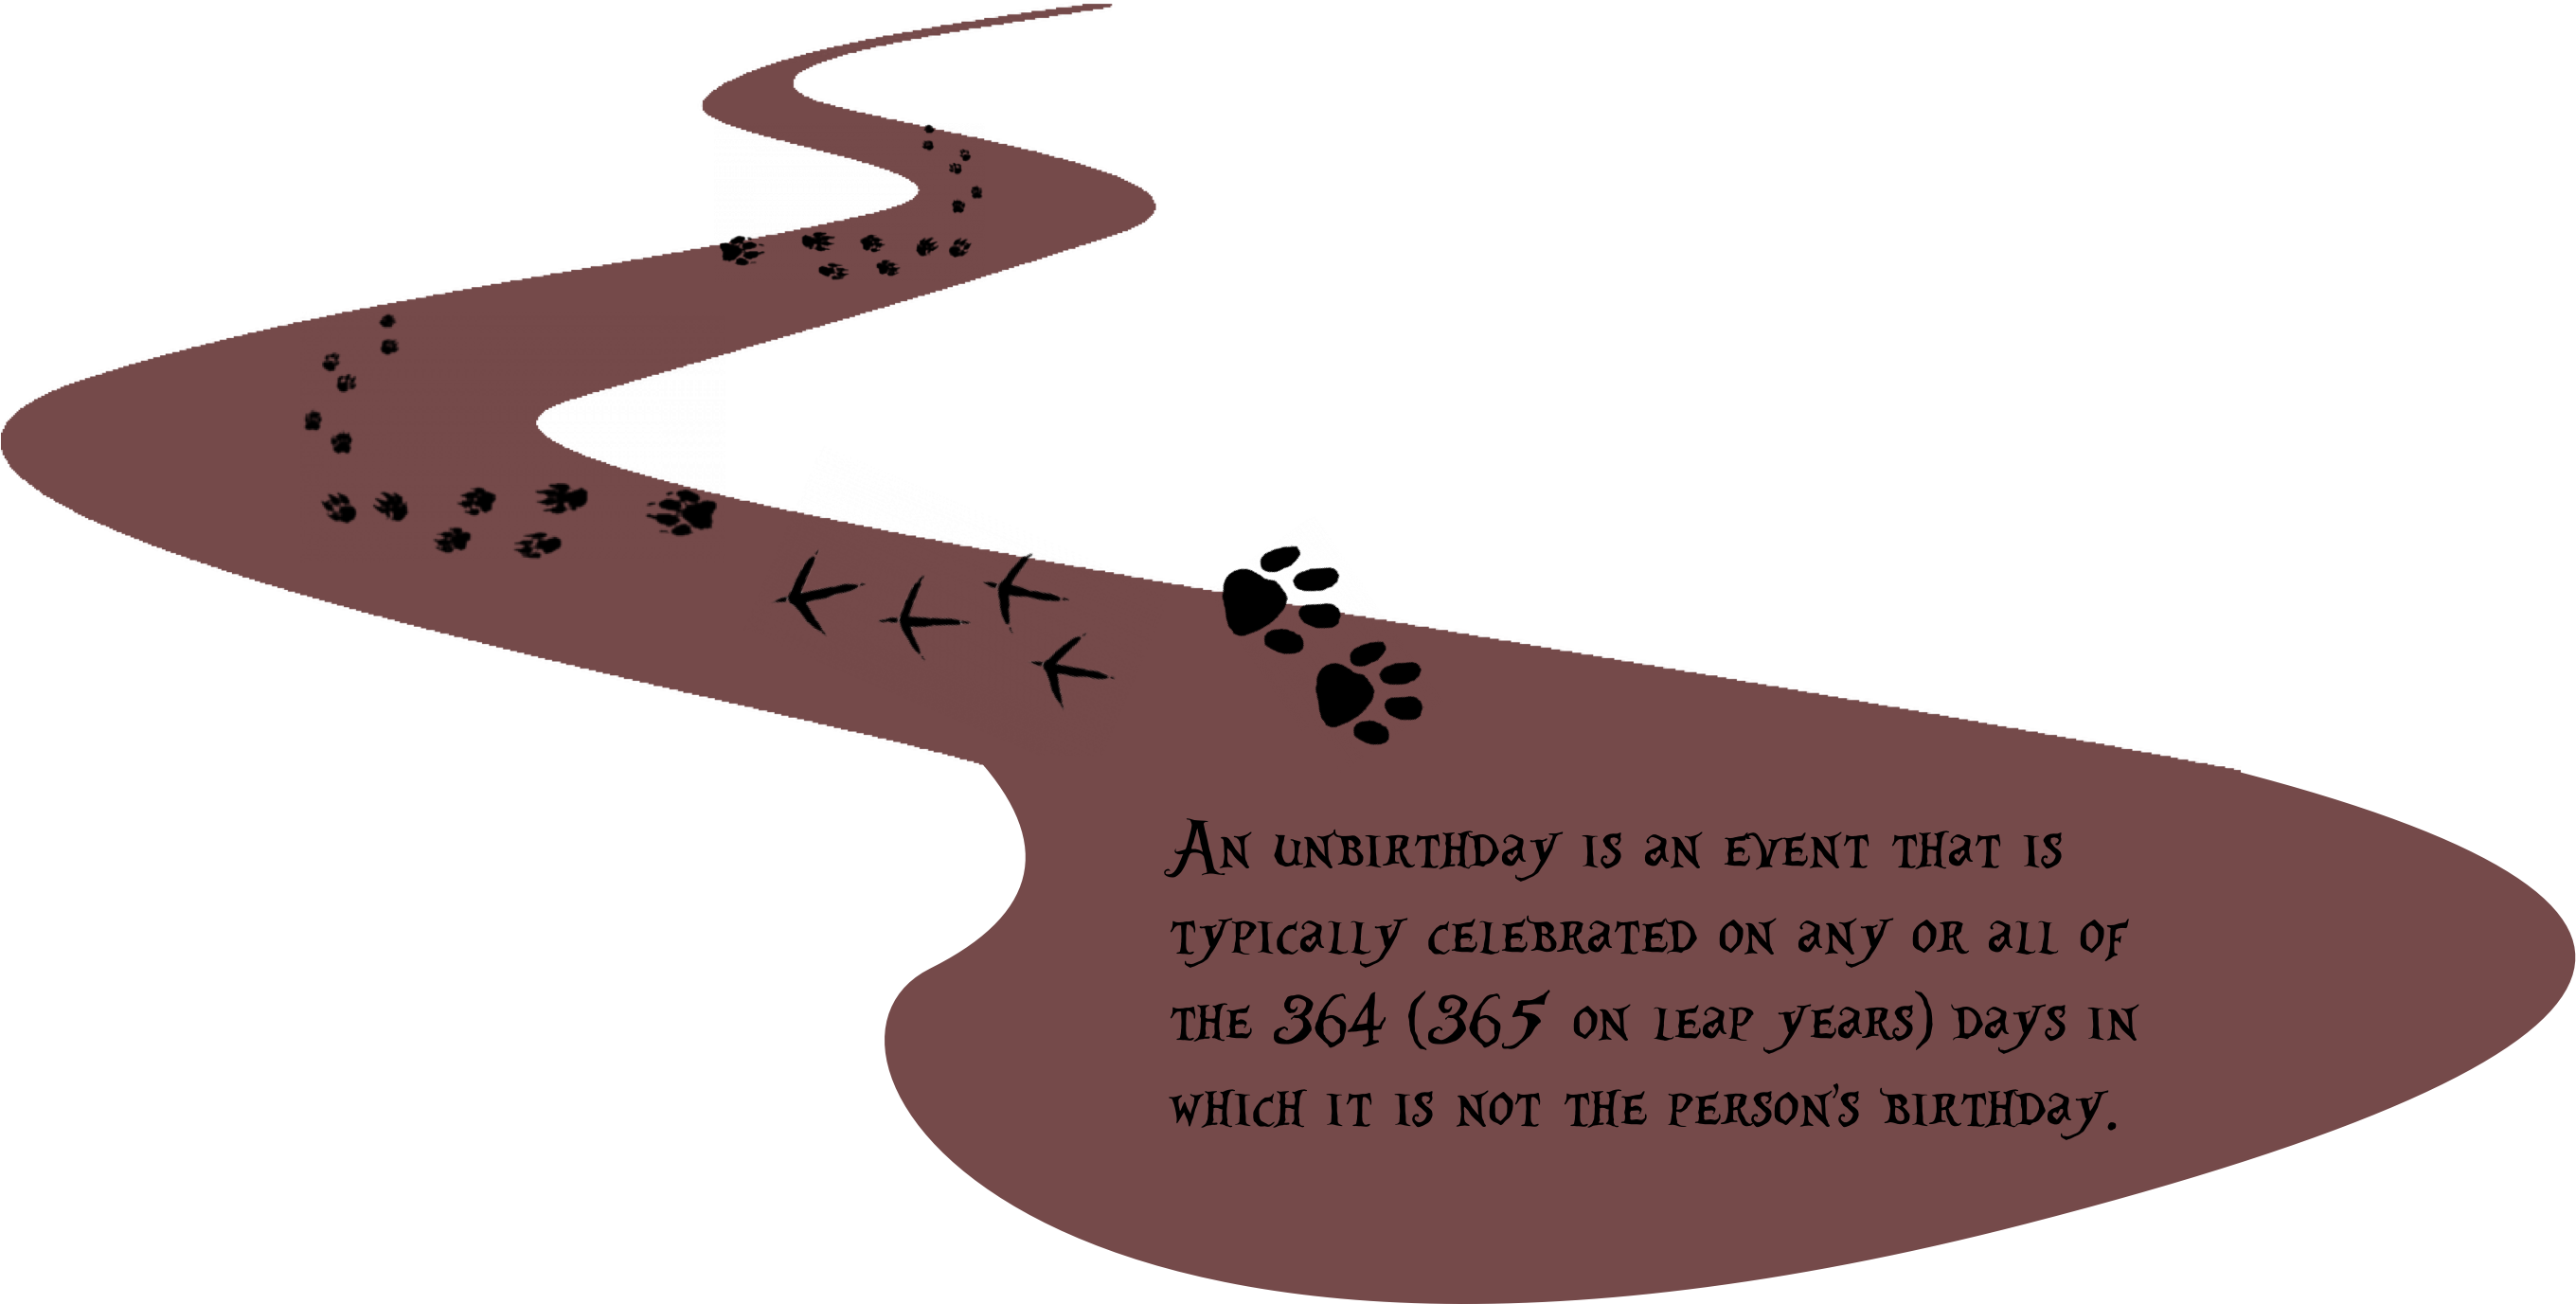 An unbirthday is an event that is
typically celebrated on any or all of
the 364 (365 on leap years) days in
which it is not the person's birthday.